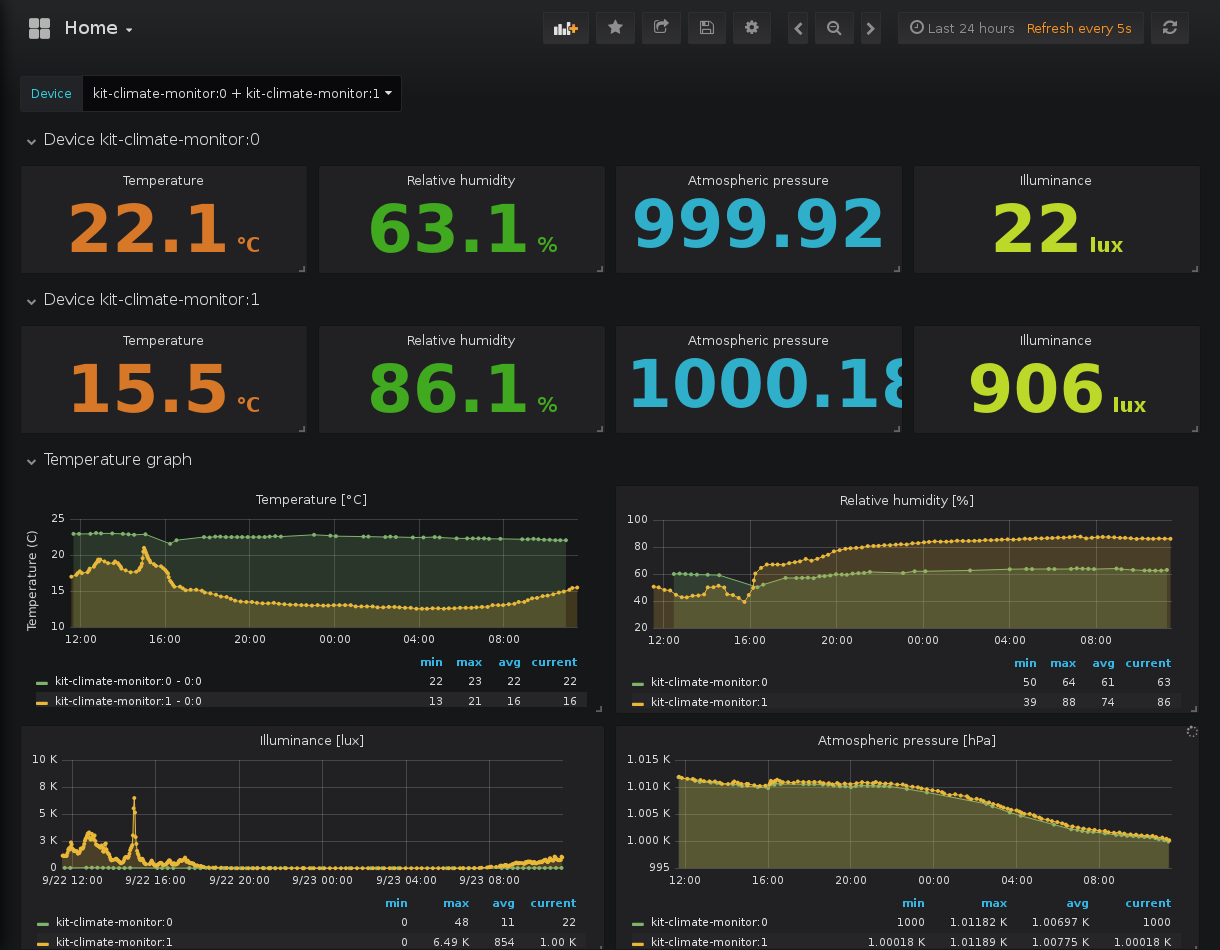 Home
Last 24 hours Refresh every 5s
Device kit-climate-monitor:0 + kit-climate-monitor:1
Device kit-climate-monitor:0
Temperature Relative humidity Atmospheric pressure Illuminance
22.1 °C 63.1 % 999.92 22 lux
Device kit-climate-monitor:1
Temperature Relative humidity Atmospheric pressure Illuminance
15.5 °C 86.1 % 1000.18 906 lux
Temperature graph
Temperature [°C]
Temperature (C)
25
20
15
10
12:00 16:00 20:00 00:00 04:00 08:00
min max avg current
kit-climate-monitor:0 - 0:0 22 23 22 22
kit-climate-monitor:1 - 0:0 13 21 16 16
Relative humidity [%]
100
80
60
40
20
12:00 16:00 20:00 00:00 04:00 08:00
min max avg current
kit-climate-monitor:0 50 64 61 63
kit-climate-monitor:1 39 88 74 86
Illuminance [lux]
10 K
8 K
5 K
3 K
0
9/22 12:00 9/22 16:00 9/22 20:00 9/23 00:00 9/23 04:00 9/23 08:00
min max avg current
kit-climate-monitor:0 0 48 11 22
kit-climate-monitor:1 0 6.49 K 854 1.00 K
Atmospheric pressure [hPa]
1.015 K
1.010 K
1.005 K
1.000 K
995
12:00 16:00 20:00 00:00 04:00 08:00
min max avg current
kit-climate-monitor:0 1000 1.01182 K 1.00697 K 1000
kit-climate-monitor:1 1.00018 K 1.01189 K 1.00775 K 1.00018 K